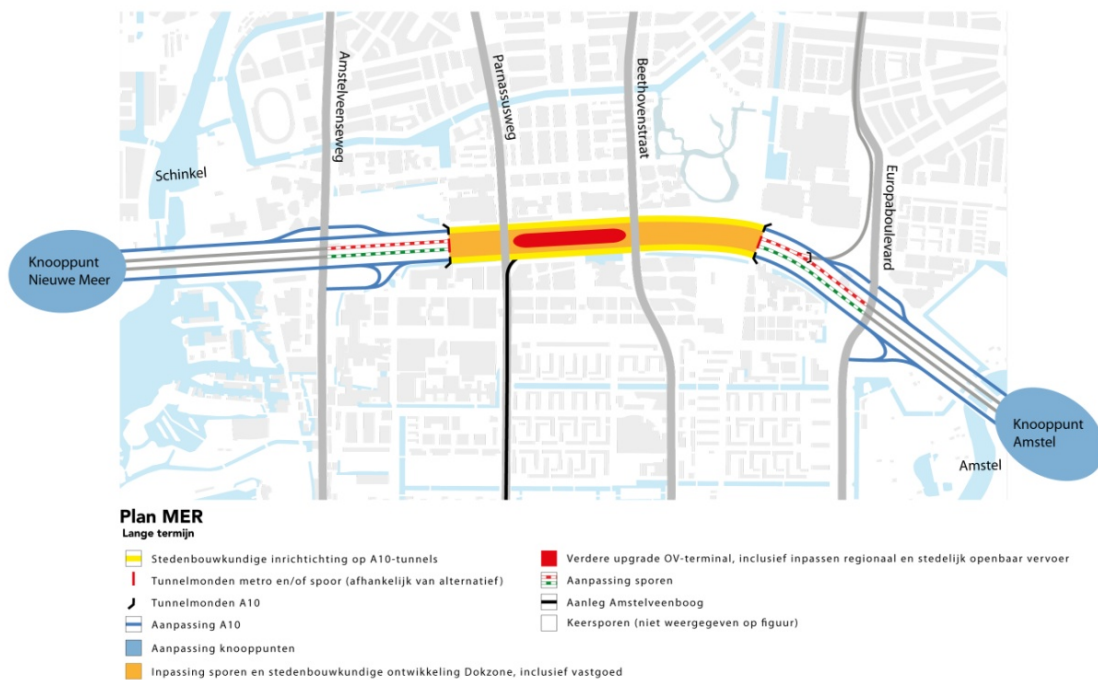 Amstelveenseweg
Parnassusweg
Beethovenstraat
Europaboulevard
Schinkel
Knooppunt
Nieuwe Meer
Knooppunt
Amstel
Amstel
Plan MER
Lange termijn
Stedenbouwkundige inrichtichting op A10-tunnels
Tunnelmonden metro en/of spoor (afhankelijk van alternatief)
Tunnelmonden A10
Aanpassing A10
Aanpassing knooppunten
Inpassing sporen en stedenbouwkundige ontwikkeling Dokzone, inclusief vastgoed
Verdere upgrade OV-terminal, inclusief inpassen regionaal en stedelijk openbaar vervoer
Aanpassing sporen
Aanleg Amstelveenboog
Keersporen (niet weergegeven op figuur)